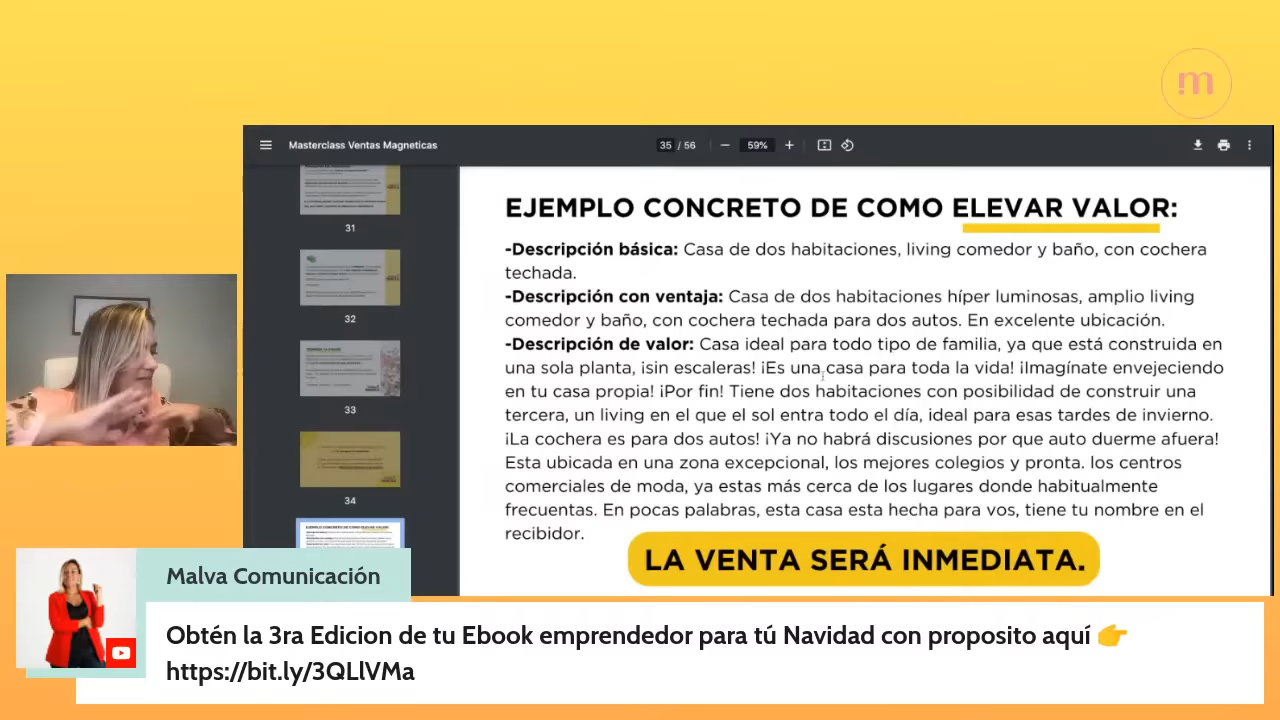 !m
Masterclass Ventas Magneticas
35 / 56
59%
31
32
33
34
EJEMPLO CONCRETO DE COMO ELEVAR VALOR:
-Descripción básica: Casa de dos habitaciones, living comedor y baño, con cochera
techada.
-Descripción con ventaja: Casa de dos habitaciones híper luminosas, amplio living
comedor y baño, con cochera techada para dos autos. En excelente ubicación.
-Descripción de valor: Casa ideal para todo tipo de familia, ya que está construida en
una sola planta, ¡sin escaleras! ¡Es una casa para toda la vida! ¡Imagínate envejeciendo
en tu casa propia! ¡Por fin! Tiene dos habitaciones con posibilidad de construir una
tercera, un living en el que el sol entra todo el día, ideal para esas tardes de invierno.
¡La cochera es para dos autos! ¡Ya no habrá discusiones por que auto duerme afuera!
Esta ubicada en una zona excepcional, los mejores colegios y pronta. los centros
comerciales de moda, ya estas más cerca de los lugares donde habitualmente
frecuentas. En pocas palabras, esta casa esta hecha para vos, tiene tu nombre en el
recibidor.
LA VENTA SERÁ INMEDIATA.
Malva Comunicación
Obtén la 3ra Edicion de tu Ebook emprendedor para tú Navidad con proposito aquí 👉
https://bit.ly/3QLlVMa